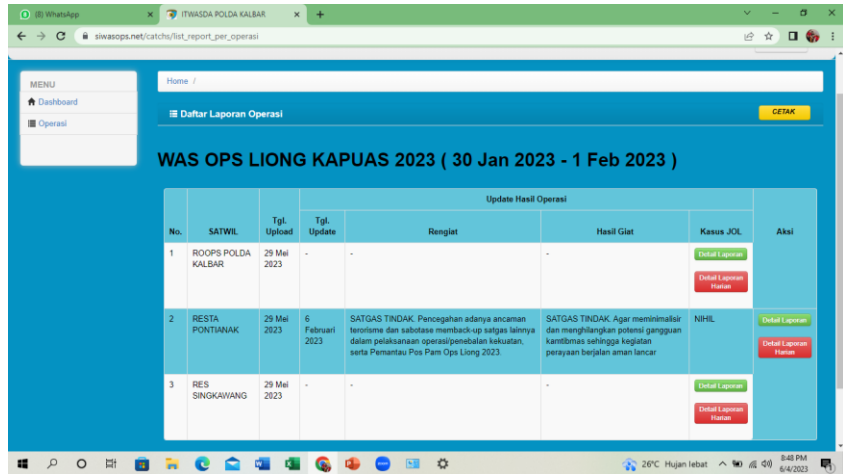 (8) WhatsApp
ITWASDA POLDA KALBAR
siwasops.net/catchs/list_report_per_operasi
MENU
Dashboard
Operasi
Home /
Daftar Laporan Operasi
CETAK
WAS OPS LIONG KAPUAS 2023 ( 30 Jan 2023 - 1 Feb 2023 )
Update Hasil Operasi
No.
SATWIL
Tgl.
Upload
Tgl.
Update
Rengiat
Hasil Giat
Kasus JOL
Aksi
1
ROOPS POLDA
KALBAR
29 Mei
2023
-
-
-
Detail Laporan
Detail Laporan
Harian
2
RESTA
PONTIANAK
29 Mei
2023
6
Februari
2023
SATGAS TINDAK. Pencegahan adanya ancaman
terorisme dan sabotase memback-up satgas lainnya
dalam pelaksanaan operasi/penebalan kekuatan,
serta Pemantau Pos Pam Ops Liong 2023.
SATGAS TINDAK. Agar meminimalisir
dan menghilangkan potensi gangguan
kamtibmas sehingga kegiatan
perayaan berjalan aman lancar
NIHIL
Detail Laporan
Detail Laporan
Harian
3
RES
SINGKAWANG
29 Mei
2023
-
-
-
Detail Laporan
Detail Laporan
Harian
26°C Hujan lebat
8:48 PM
6/4/2023